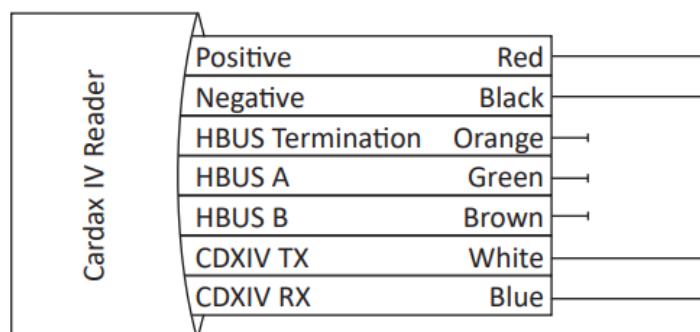 Cardax IV Reader
Positive Red
Negative Black
HBUS Termination Orange
HBUS A Green
HBUS B Brown
CDXIV TX White
CDXIV RX Blue